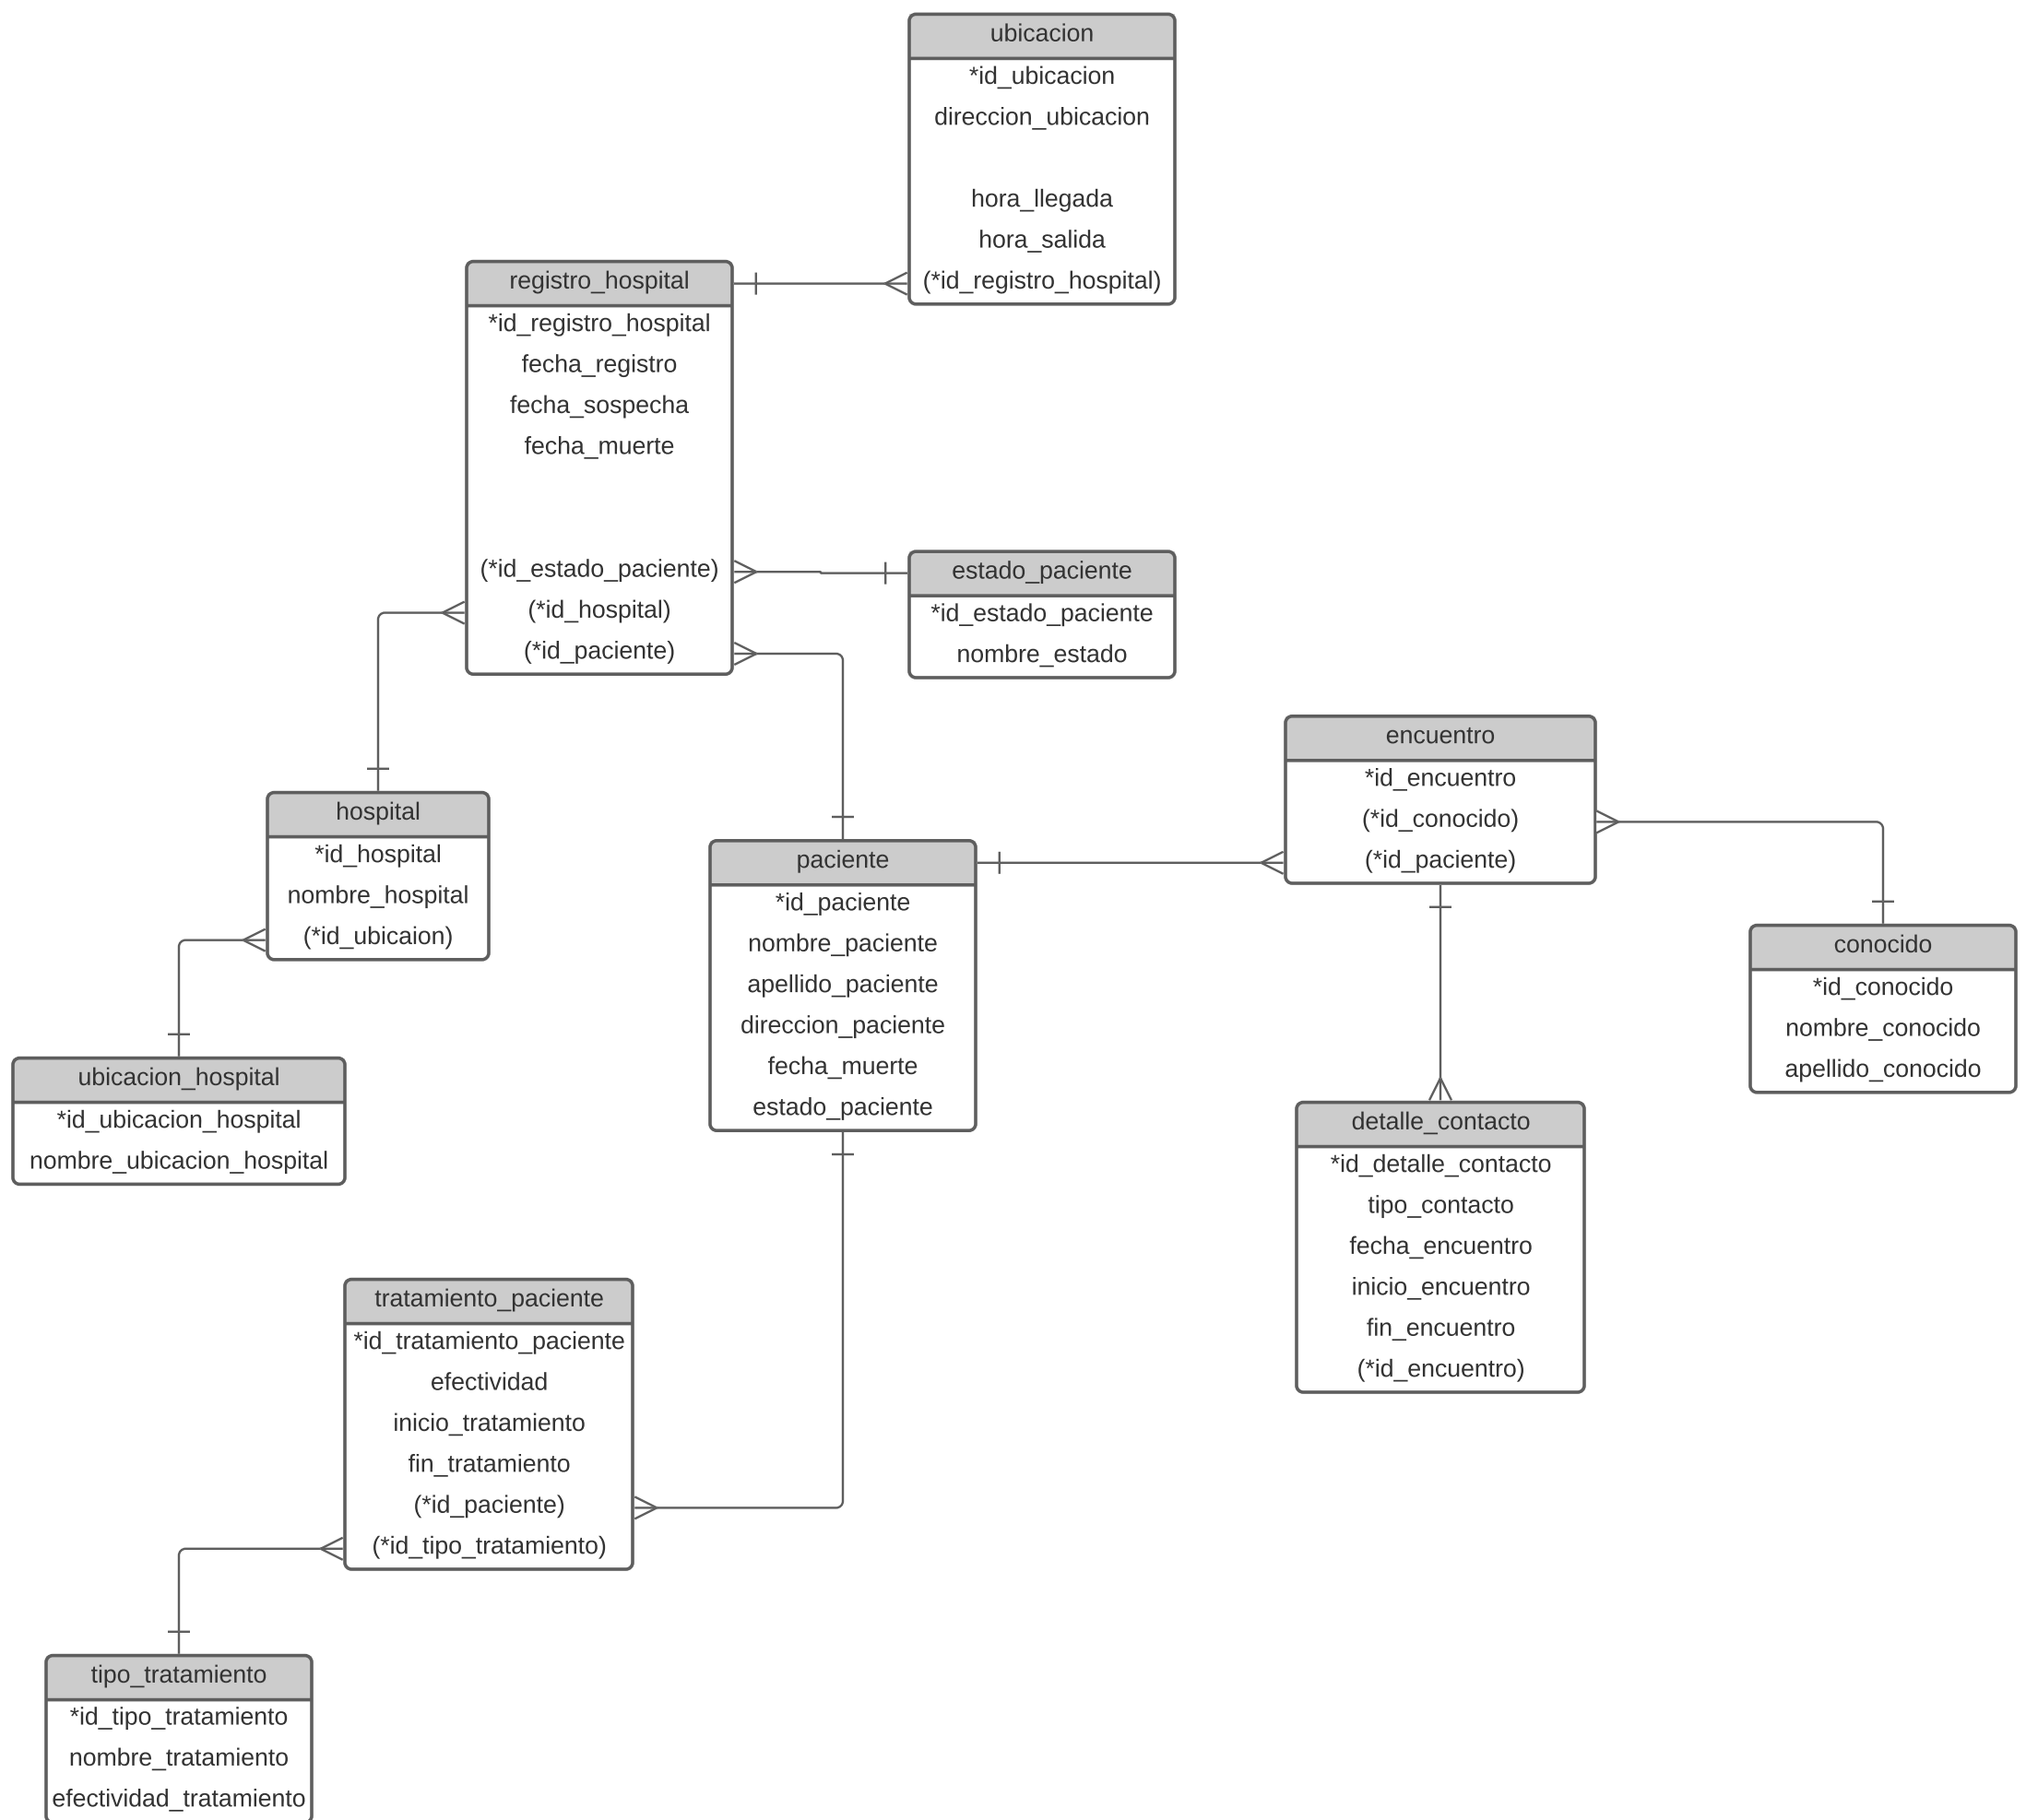 ubicacion
*id_ubicacion
direccion_ubicacion
hora_llegada
hora_salida
(*id_registro_hospital)
registro_hospital
*id_registro_hospital
fecha_registro
fecha_sospecha
fecha_muerte
(*id_estado_paciente)
(*id_hospital)
(*id_paciente)
estado_paciente
*id_estado_paciente
nombre_estado
encuentro
*id_encuentro
(*id_conocido)
(*id_paciente)
hospital
*id_hospital
nombre_hospital
(*id_ubicaion)
paciente
*id_paciente
nombre_paciente
apellido_paciente
direccion_paciente
fecha_muerte
estado_paciente
conocido
*id_conocido
nombre_conocido
apellido_conocido
ubicacion_hospital
*id_ubicacion_hospital
nombre_ubicacion_hospital
detalle_contacto
*id_detalle_contacto
tipo_contacto
fecha_encuentro
inicio_encuentro
fin_encuentro
(*id_encuentro)
tratamiento_paciente
*id_tratamiento_paciente
efectividad
inicio_tratamiento
fin_tratamiento
(*id_paciente)
(*id_tipo_tratamiento)
tipo_tratamiento
*id_tipo_tratamiento
nombre_tratamiento
efectividad_tratamiento